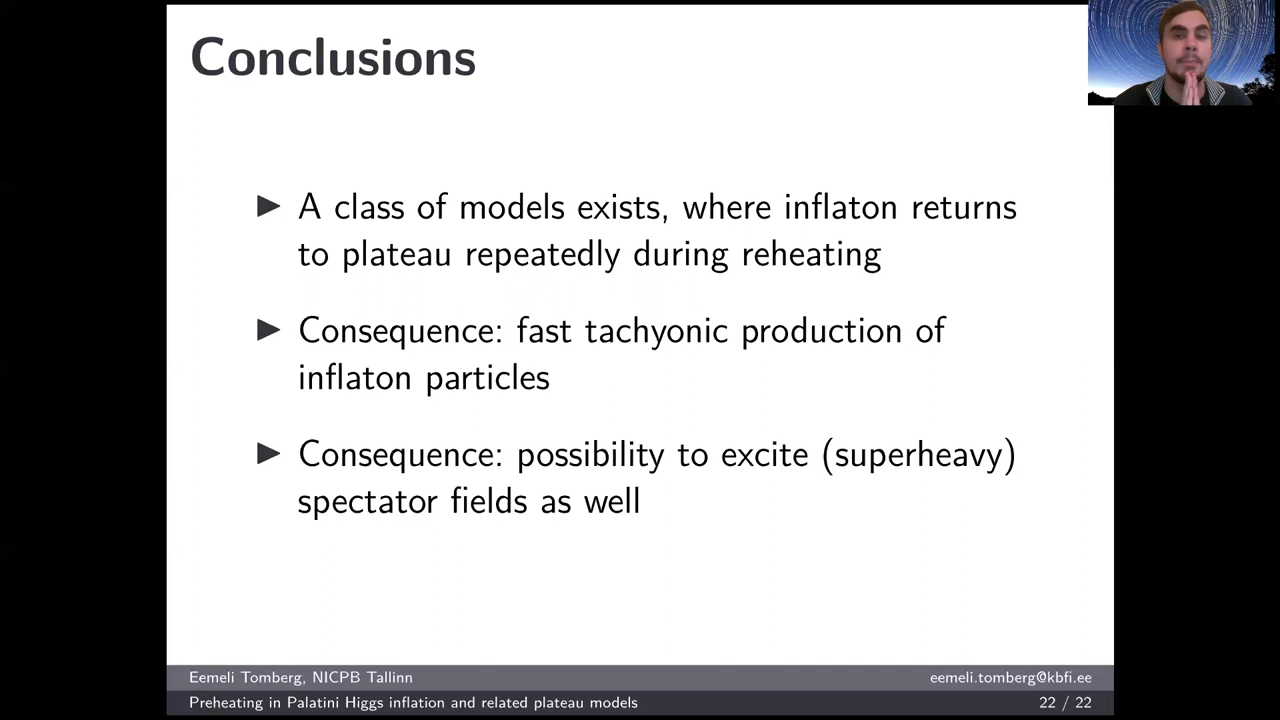 Conclusions
▶ A class of models exists, where inflaton returns
to plateau repeatedly during reheating
▶ Consequence: fast tachyonic production of
inflaton particles
▶ Consequence: possibility to excite (superheavy)
spectator fields as well
Eemeli Tomberg, NICPB Tallinn eemeli.tomberg@kbfi.ee
Preheating in Palatini Higgs inflation and related plateau models 22 / 22